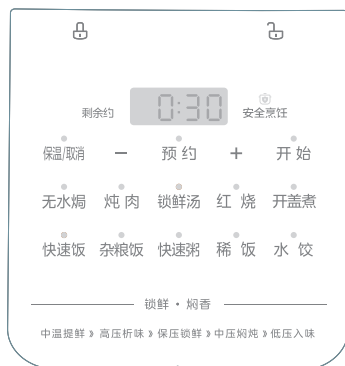 剩余约 0:30 安全烹饪
保温/取消 − 预约 + 开始
无水焗 炖肉 锁鲜汤 红烧 开盖煮
快速饭 杂粮饭 快速粥 稀饭 水饺
锁鲜·焖香
中温提鲜》高压析味》保压锁鲜》中压焖炖》低压入味